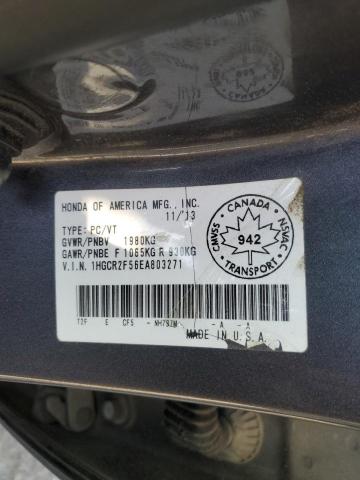 HONDA OF AMERICA MFG., INC.
11/13
TYPE: PC/VT
GVWR/PNBV 1980KG
GAWR/PNBE F 1065KG R 930KG
V.I.N. 1HGCR2F56EA803271
CANADA
CMVSS 942 NSVAC
TRANSPORT
T2F E CF5 - NH797M - A - A
MADE IN U.S.A.